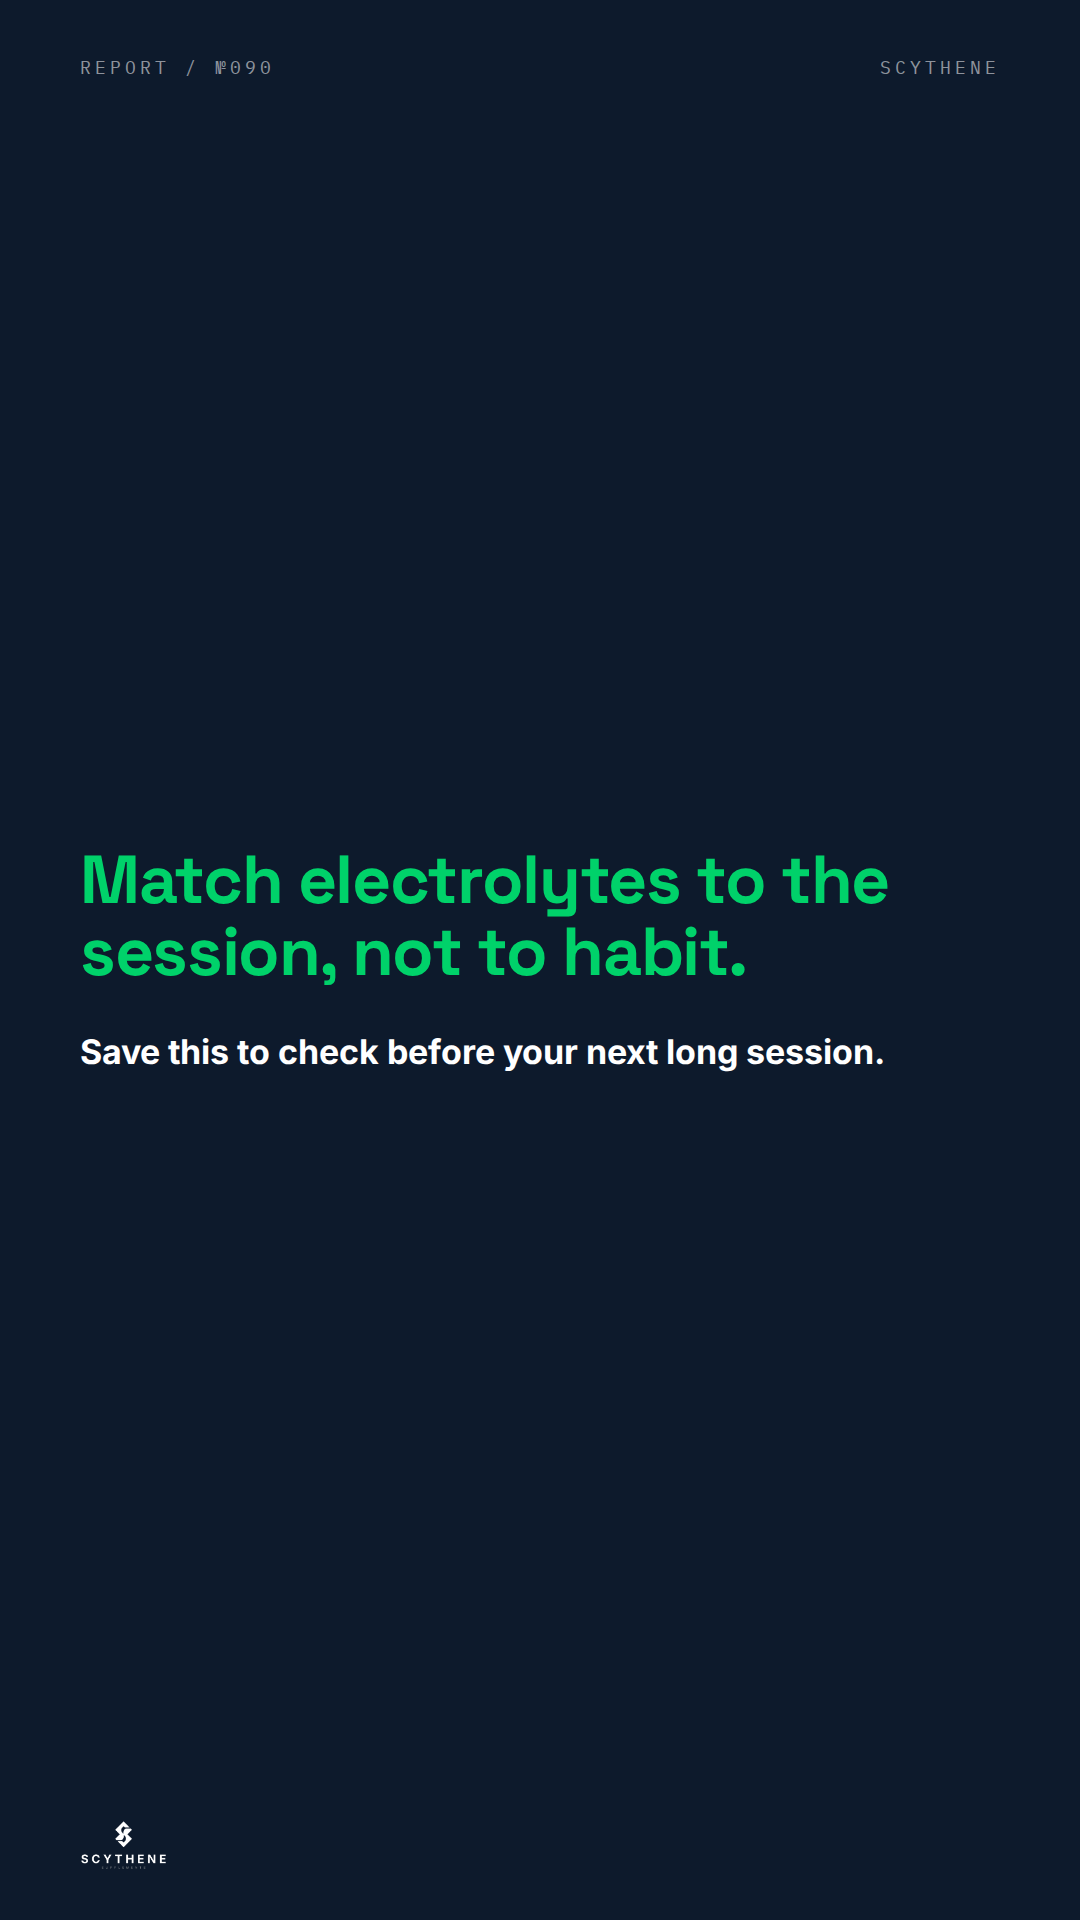 REPORT / №090
SCYTHENE
Match electrolytes to the
session, not to habit.
Save this to check before your next long session.
SCYTHENE